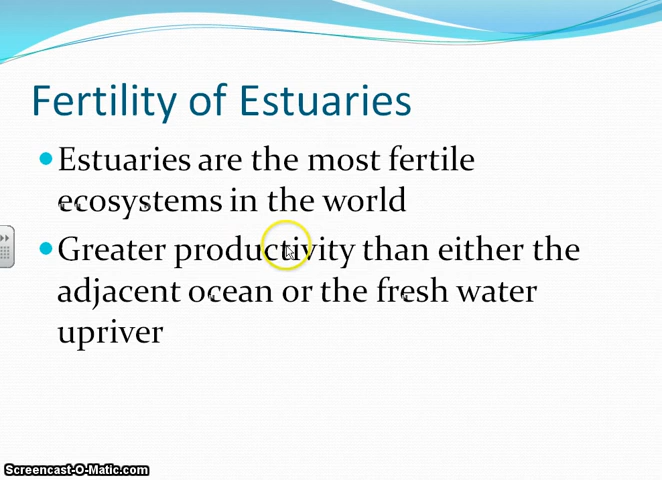 Fertility of Estuaries
Estuaries are the most fertile
ecosystems in the world
Greater productivity than either the
adjacent ocean or the fresh water
upriver
Screencast-O-Matic.com